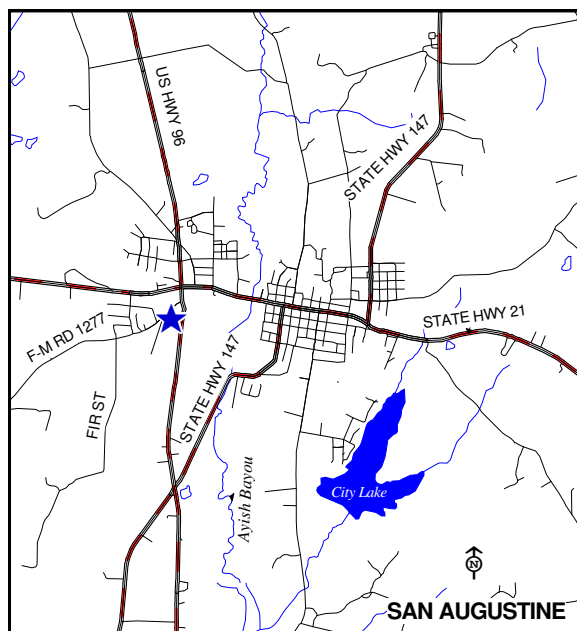 US HWY 96
STATE HWY 147
STATE HWY 21
F-M RD 1277
STATE HWY 147
FIR ST
Ayish Bayou
City Lake
N
SAN AUGUSTINE